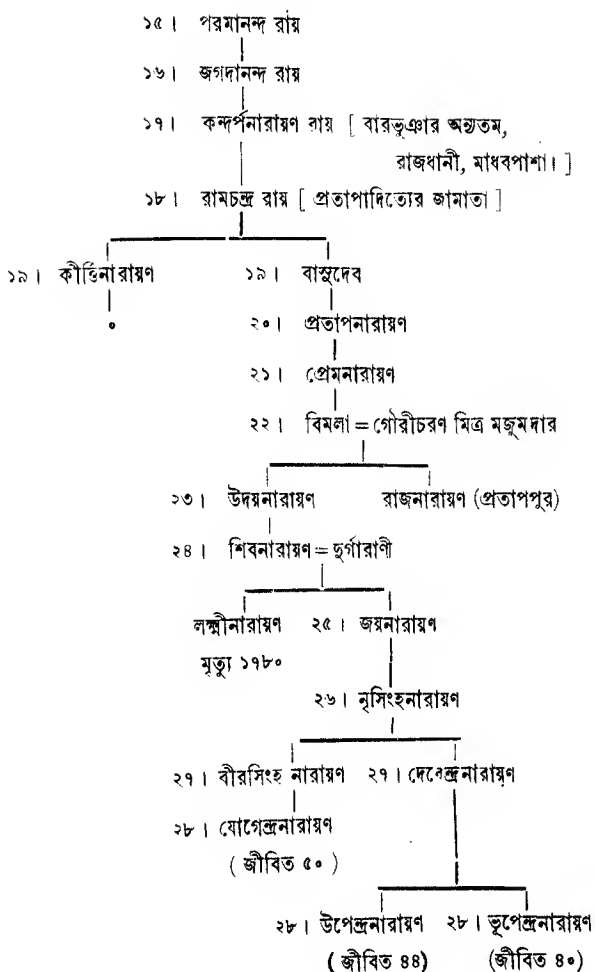 ১৫। পরমানন্দ রায়
১৬। জগদানন্দ রায়
১৭। কন্দর্পনারায়ণ রায় [ বারভূঞার অন্যতম,
রাজধানী, মাধবপাশা। ]
১৮। রামচন্দ্র রায় [ প্রতাপাদিত্যের জামাতা ]
১৯। কীর্ত্তিনারায়ণ ১৯। বাসুদেব
০
২০। প্রতাপনারায়ণ
২১। প্রেমনারায়ণ
২২। বিমলা = গৌরীচরণ মিত্র মজুমদার
২৩। উদয়নারায়ণ রাজনারায়ণ (প্রতাপপুর)
২৪। শিবনারায়ণ = দুর্গারাণী
লক্ষ্মীনারায়ণ ২৫। জয়নারায়ণ
মৃত্যু ১৭৮০
২৬। নৃসিংহনারায়ণ
২৭। বীরসিংহ নারায়ণ ২৭। দেবেন্দ্রনারায়ণ
২৮। যোগেন্দ্রনারায়ণ
( জীবিত ৫০ )
২৮। উপেন্দ্রনারায়ণ ২৮। ভূপেন্দ্রনারায়ণ
( জীবিত ৪৪ ) (জীবিত ৪০)